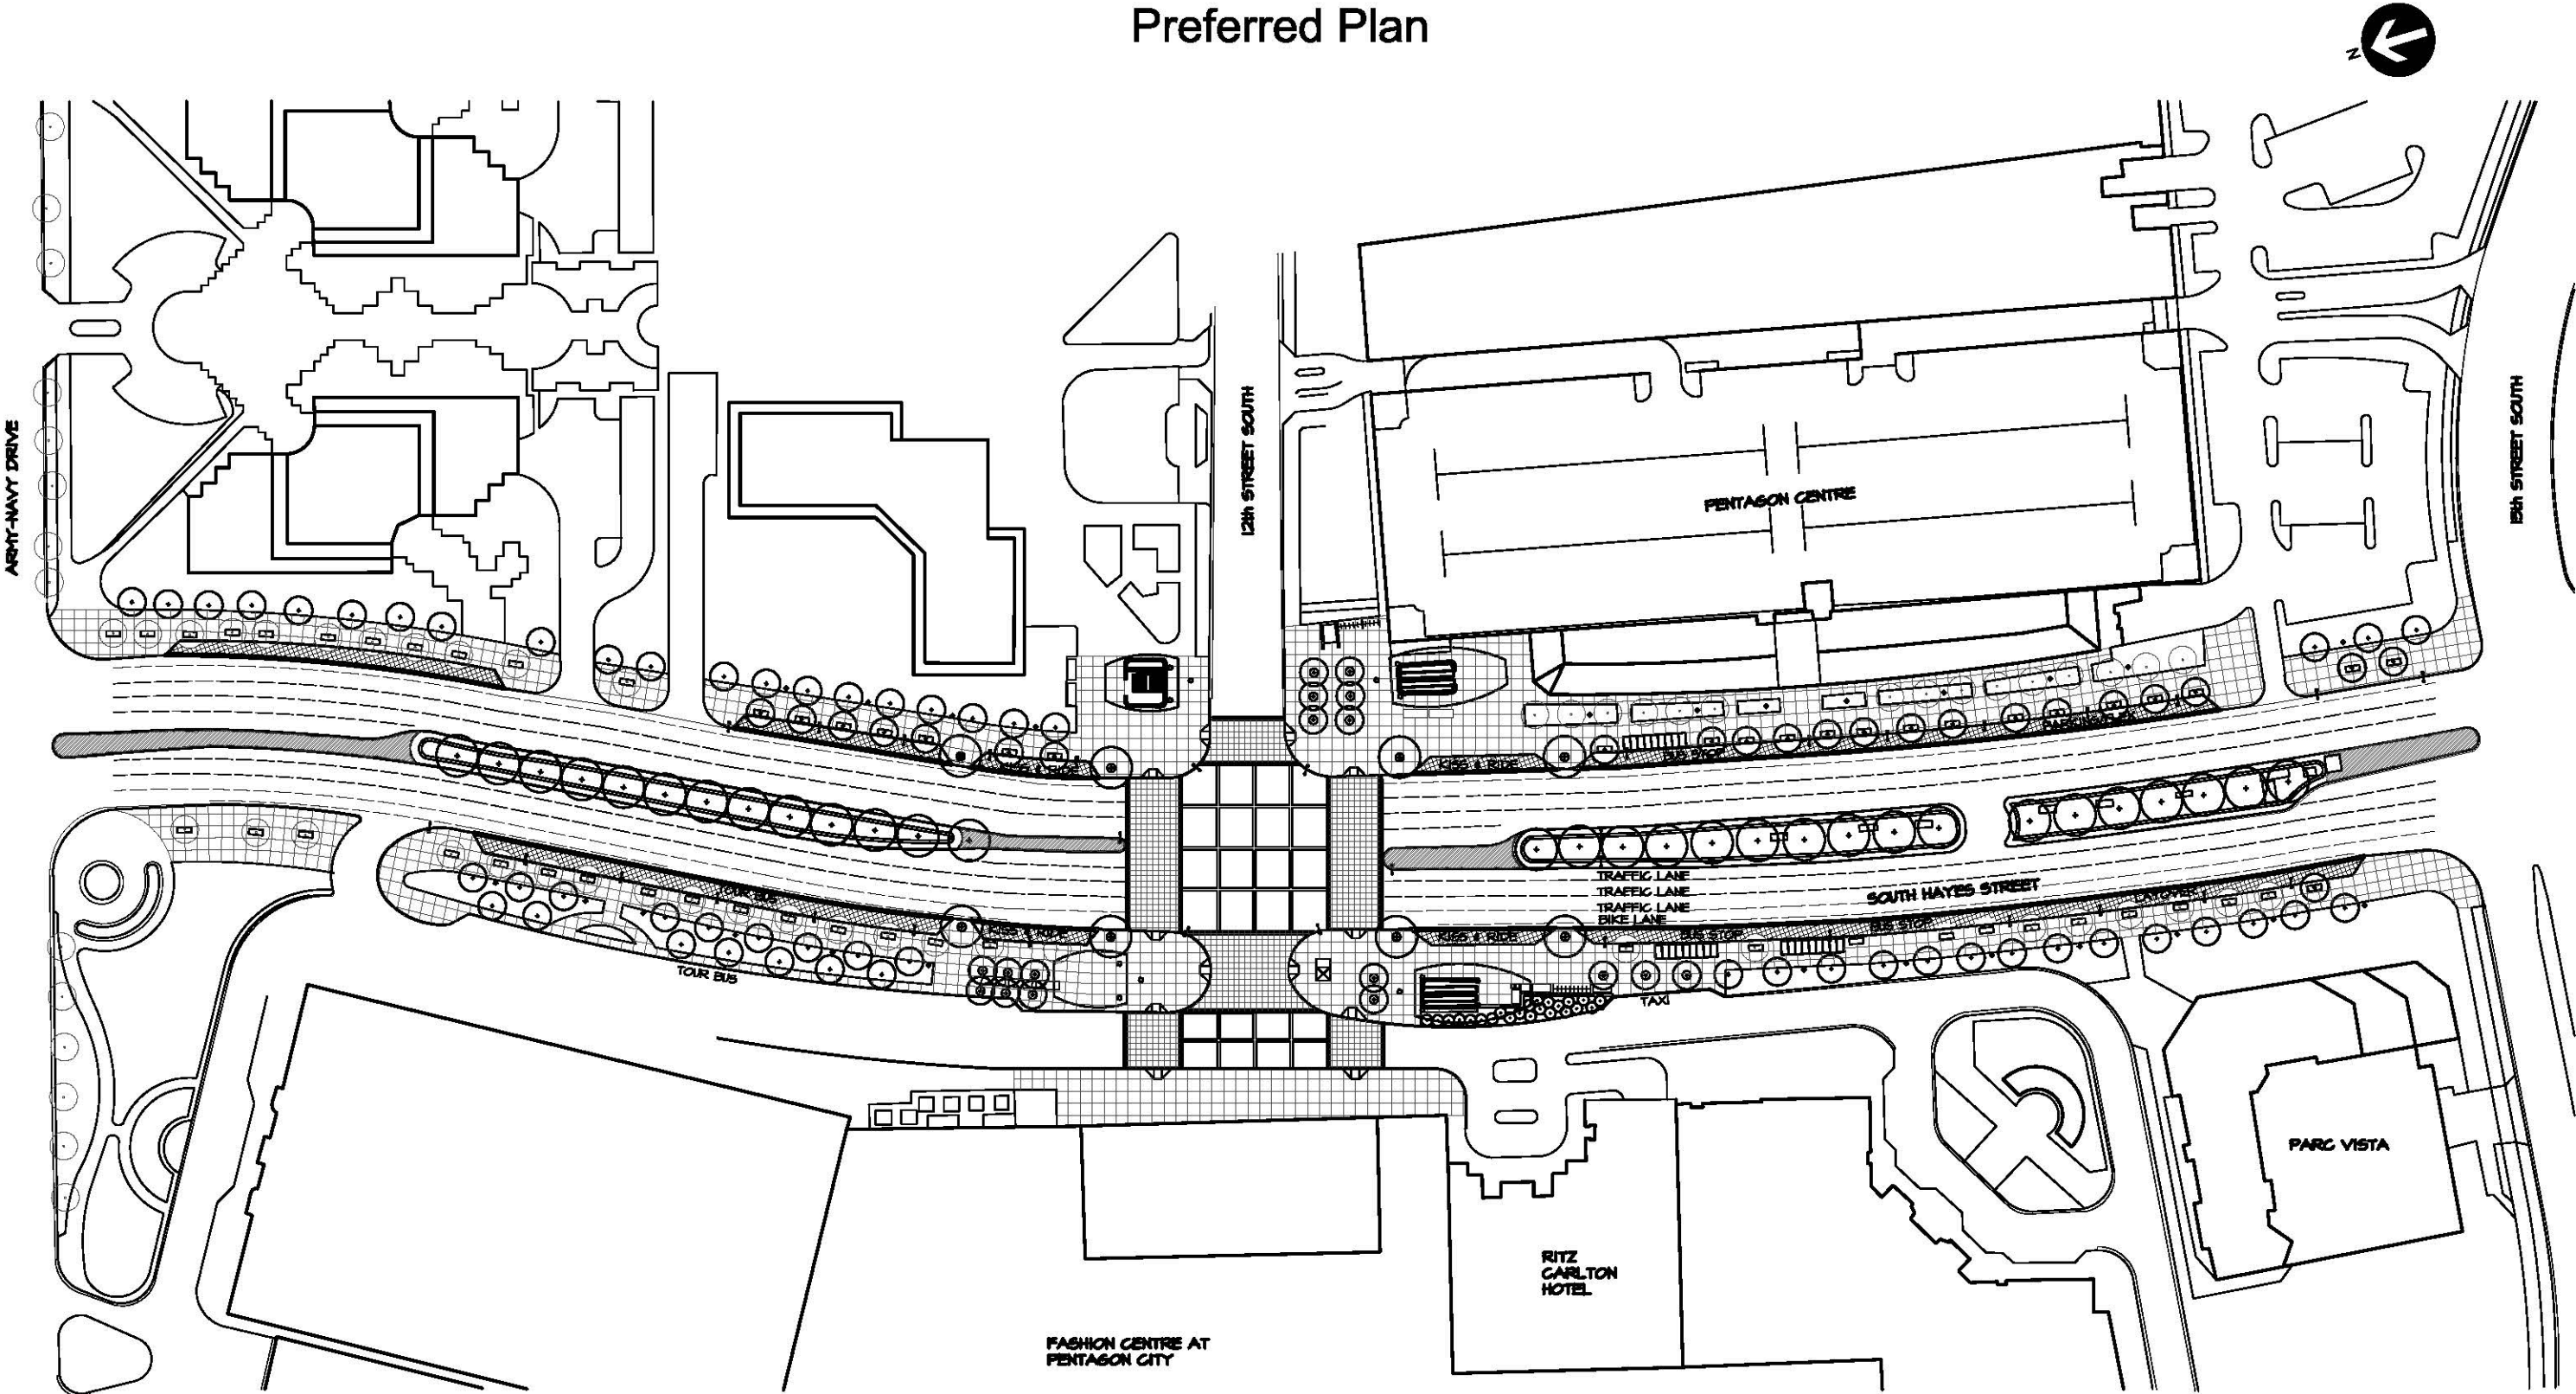 Preferred Plan
N
ARMY-NAVY DRIVE
12th STREET SOUTH
PENTAGON CENTRE
15th STREET SOUTH
KISS & RIDE
KISS & RIDE
BUS STOP
PARKING/FLEX
TRAFFIC LANE
TRAFFIC LANE
TRAFFIC LANE
BIKE LANE
SOUTH HAYES STREET
TOUR BUS
KISS & RIDE
KISS & RIDE
BUS STOP
BUS STOP
LAYOVER
TOUR BUS
TAXI
PARC VISTA
RITZ
CARLTON
HOTEL
FASHION CENTRE AT
PENTAGON CITY